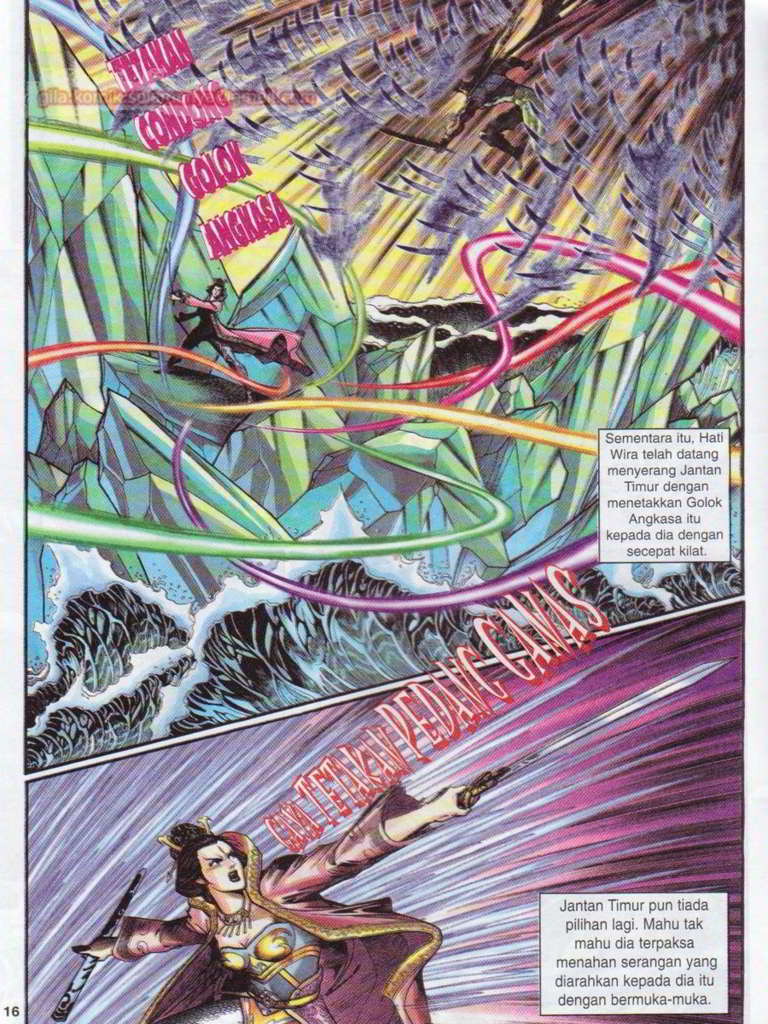 TETAKAN
CONDONG
GOLOK
ANGKASA
Sementara itu, Hati
Wira telah datang
menyerang Jantan
Timur dengan
menetakkan Golok
Angkasa itu
kepada dia dengan
secepat kilat.
GAYA TETAKAN PEDANG GANAS
Jantan Timur pun tiada
pilihan lagi. Mahu tak
mahu dia terpaksa
menahan serangan yang
diarahkan kepada dia itu
dengan bermuka-muka.
16